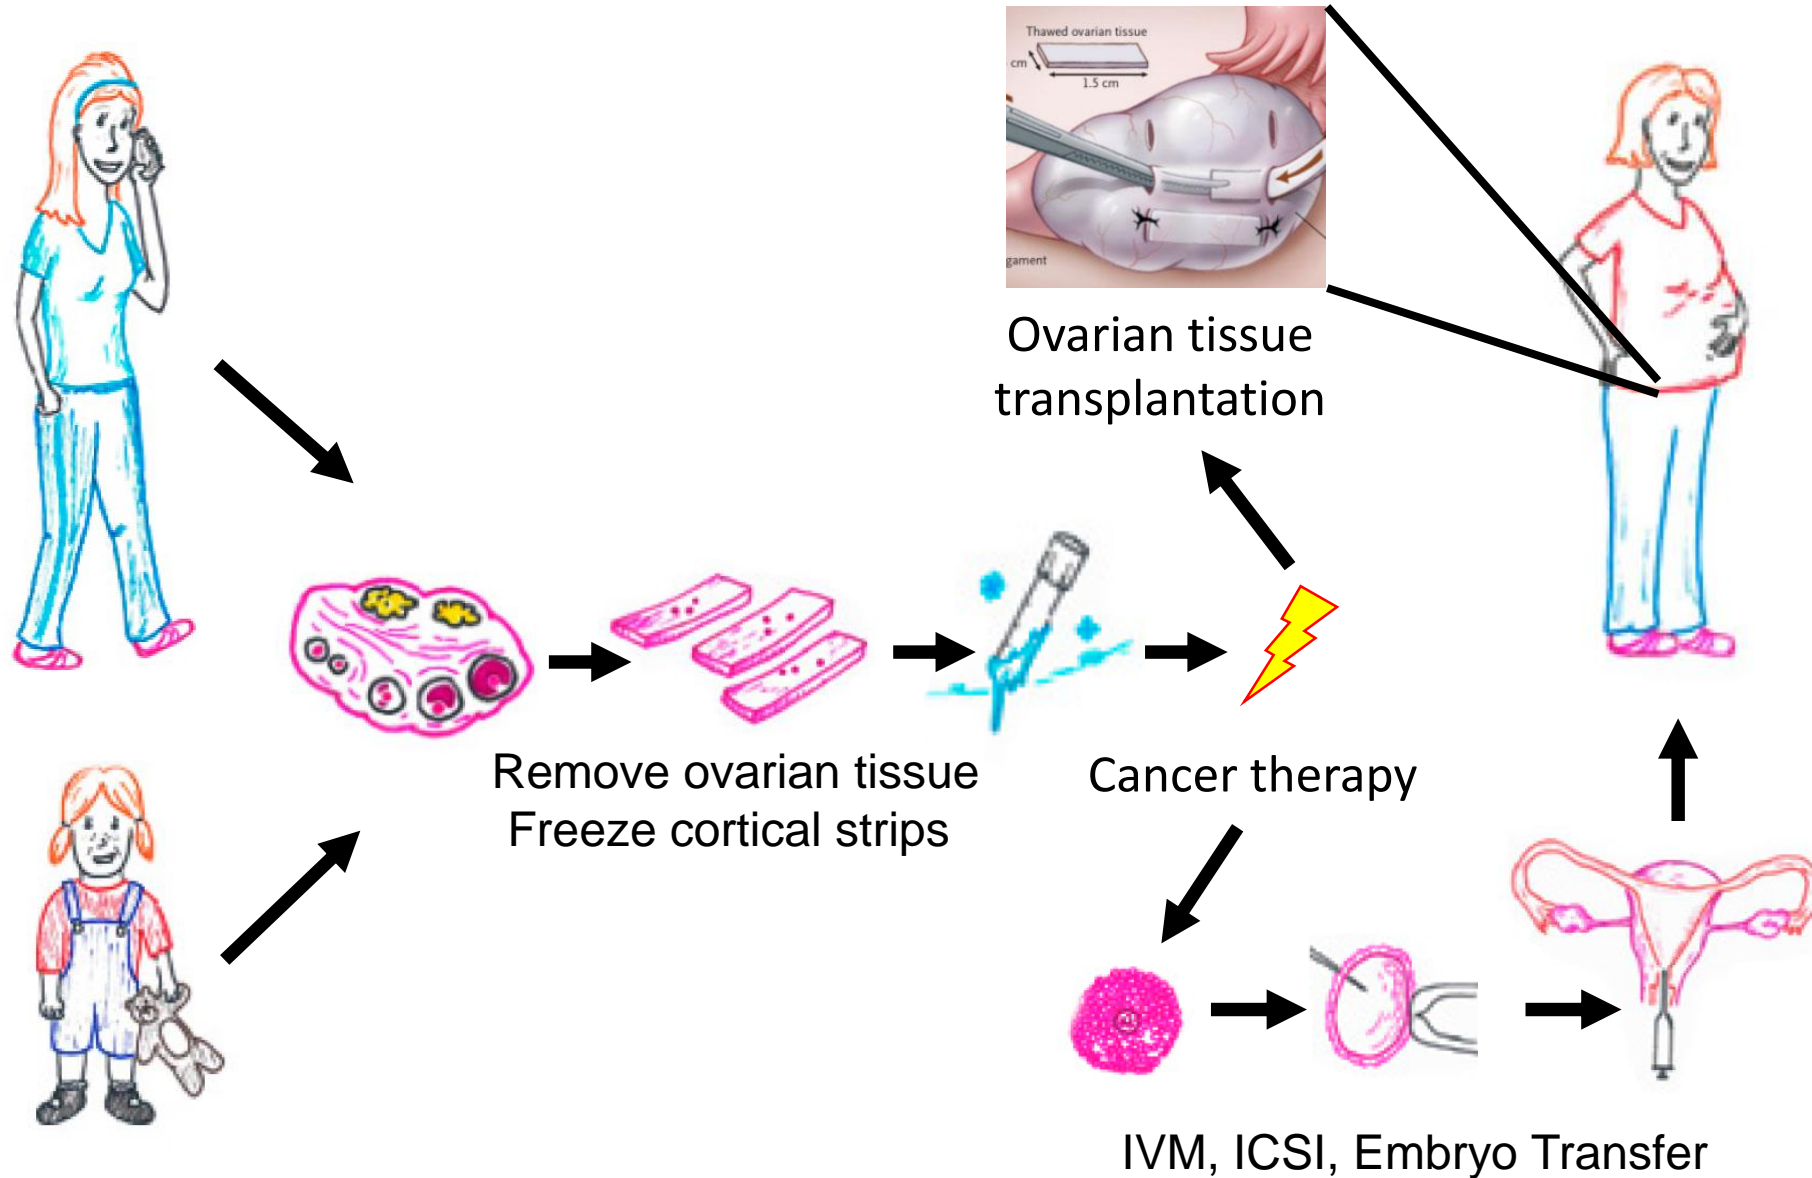 Thawed ovarian tissue
cm
1.5 cm
gament
Ovarian tissue
transplantation
Remove ovarian tissue
Freeze cortical strips
Cancer therapy
IVM, ICSI, Embryo Transfer